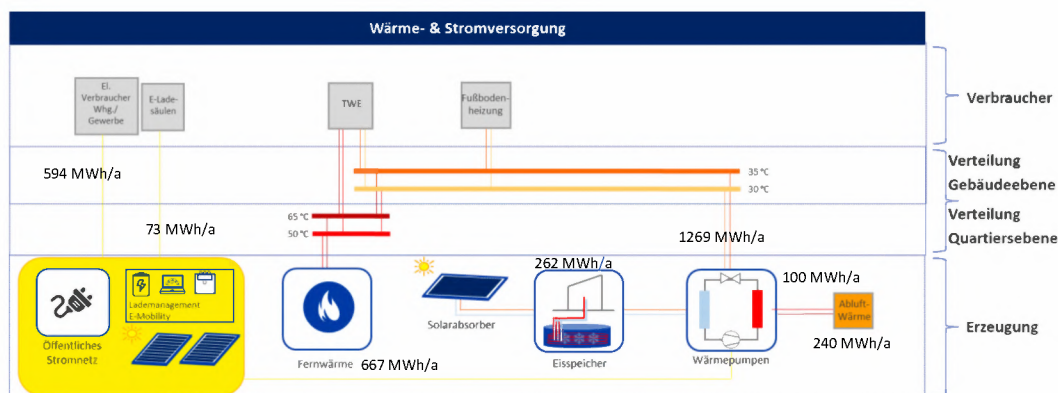 Wärme- & Stromversorgung
El.
Verbraucher
Whg./
Gewerbe
E-Lade-
säulen
TWE
Fußboden-
heizung
Verbraucher
594 MWh/a
35 °C
30 °C
Verteilung
Gebäudeebene
73 MWh/a
65 °C
50 °C
1269 MWh/a
Verteilung
Quartiersebene
Lademanagement
E-Mobility
Öffentliches
Stromnetz
Fernwärme
667 MWh/a
Solarabsorber
262 MWh/a
Eisspeicher
Wärmepumpen
100 MWh/a
Abluft-
Wärme
240 MWh/a
Erzeugung